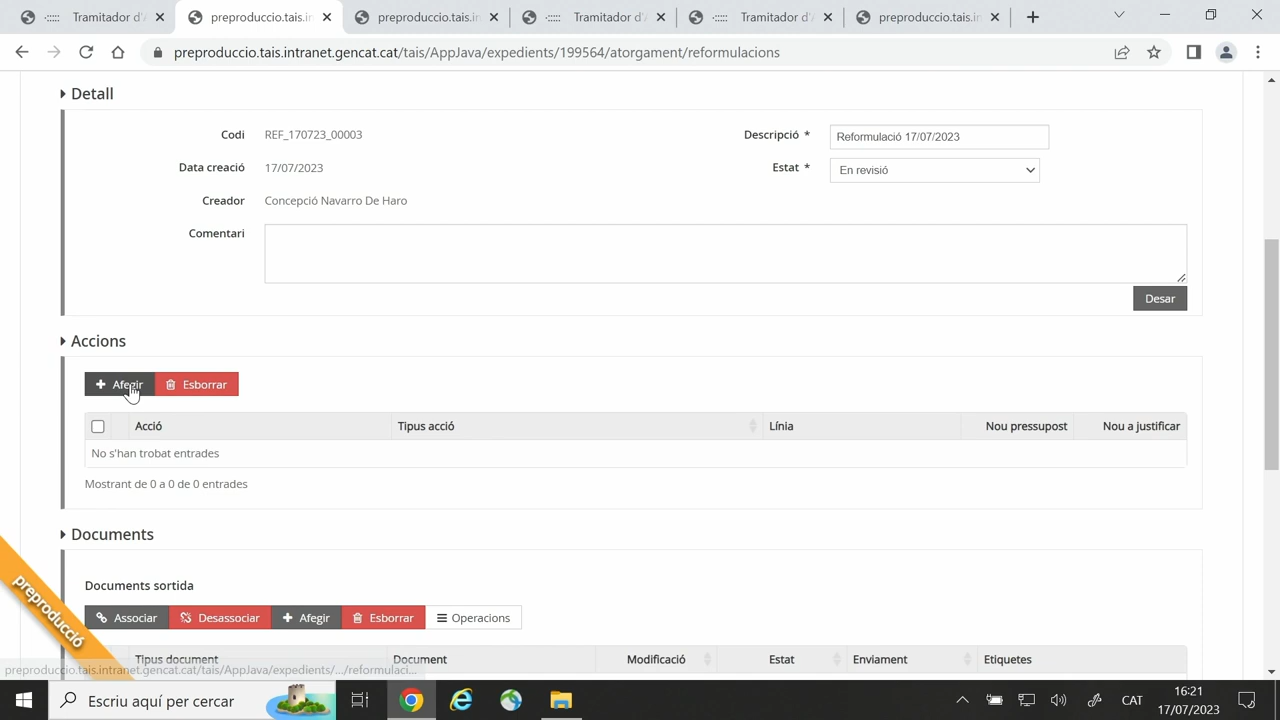 Tramitador d'
preproduccio.tais.in
preproduccio.tais.in
Tramitador d'
Tramitador d'
preproduccio.tais.in
preproduccio.tais.intranet.gencat.cat/tais/AppJava/expedients/199564/atorgament/reformulacions
Detall
Codi REF_170723_00003 Descripció * Reformulació 17/07/2023
Data creació 17/07/2023 Estat * En revisió
Creador Concepció Navarro De Haro
Comentari
Desar
Accions
Afegir Esborrar
Acció Tipus acció Línia Nou pressupost Nou a justificar
No s'han trobat entrades
Mostrant de 0 a 0 de 0 entrades
Documents
Documents sortida
Associar Desassociar Afegir Esborrar Operacions
Tipus document Document Modificació Estat Enviament Etiquetes
preproducció
preproduccio.tais.intranet.gencat.cat/tais/AppJava/expedients/.../reformulaci...
Escriu aquí per cercar
CAT
16:21
17/07/2023